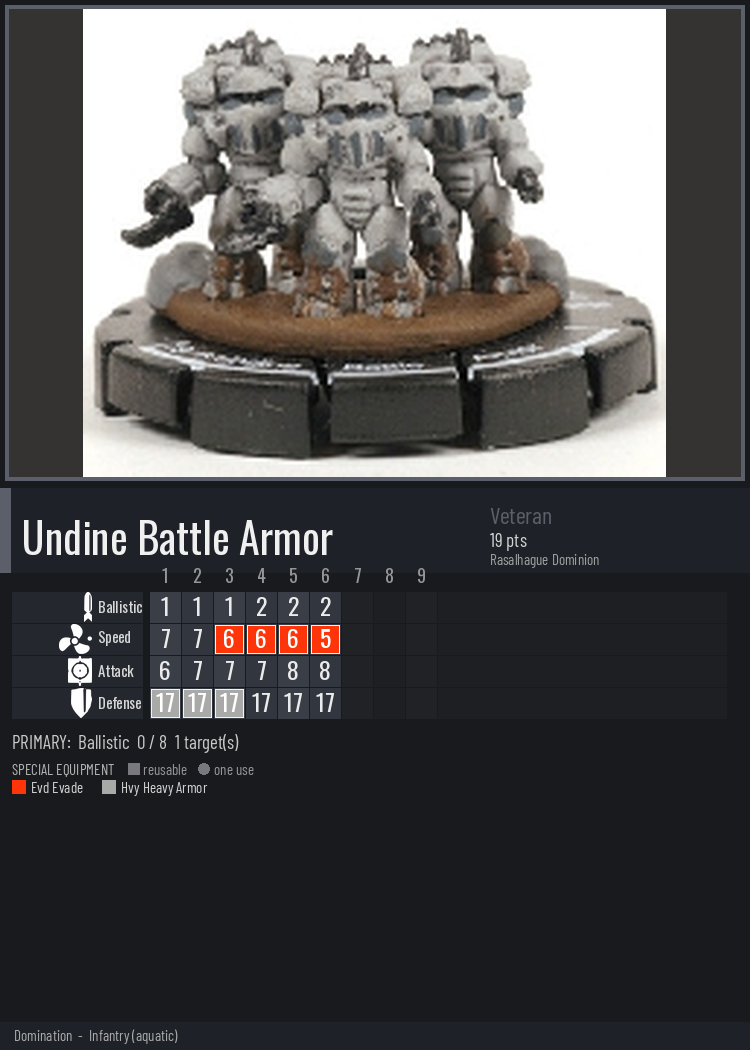 Undine Battle Armor
Veteran
19 pts
Rasalhague Dominion
1 2 3 4 5 6 7 8 9
Ballistic 1 1 1 2 2 2
Speed 7 7 6 6 6 5
Attack 6 7 7 7 8 8
Defense 17 17 17 17 17 17
PRIMARY: Ballistic 0 / 8 1 target(s)
SPECIAL EQUIPMENT reusable one use
Evd Evade Hvy Heavy Armor
Domination - Infantry (aquatic)